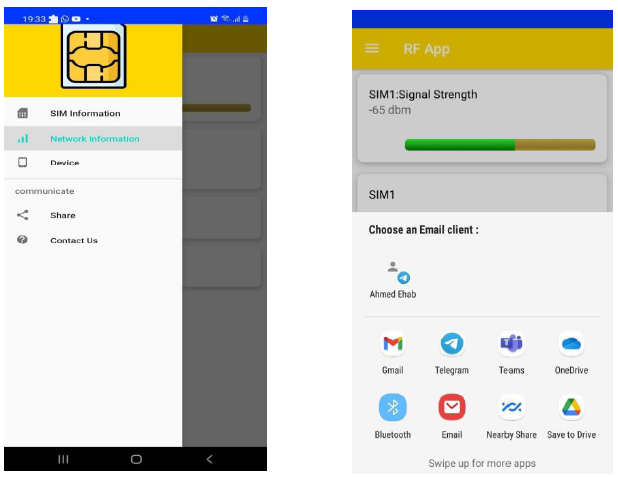 19:33
SIM Information
Network Information
Device
communicate
Share
Contact Us
RF App
SIM1:Signal Strength
-65 dbm
SIM1
Choose an Email client :
Ahmed Ehab
Gmail Telegram Teams OneDrive
Bluetooth Email Nearby Share Save to Drive
Swipe up for more apps